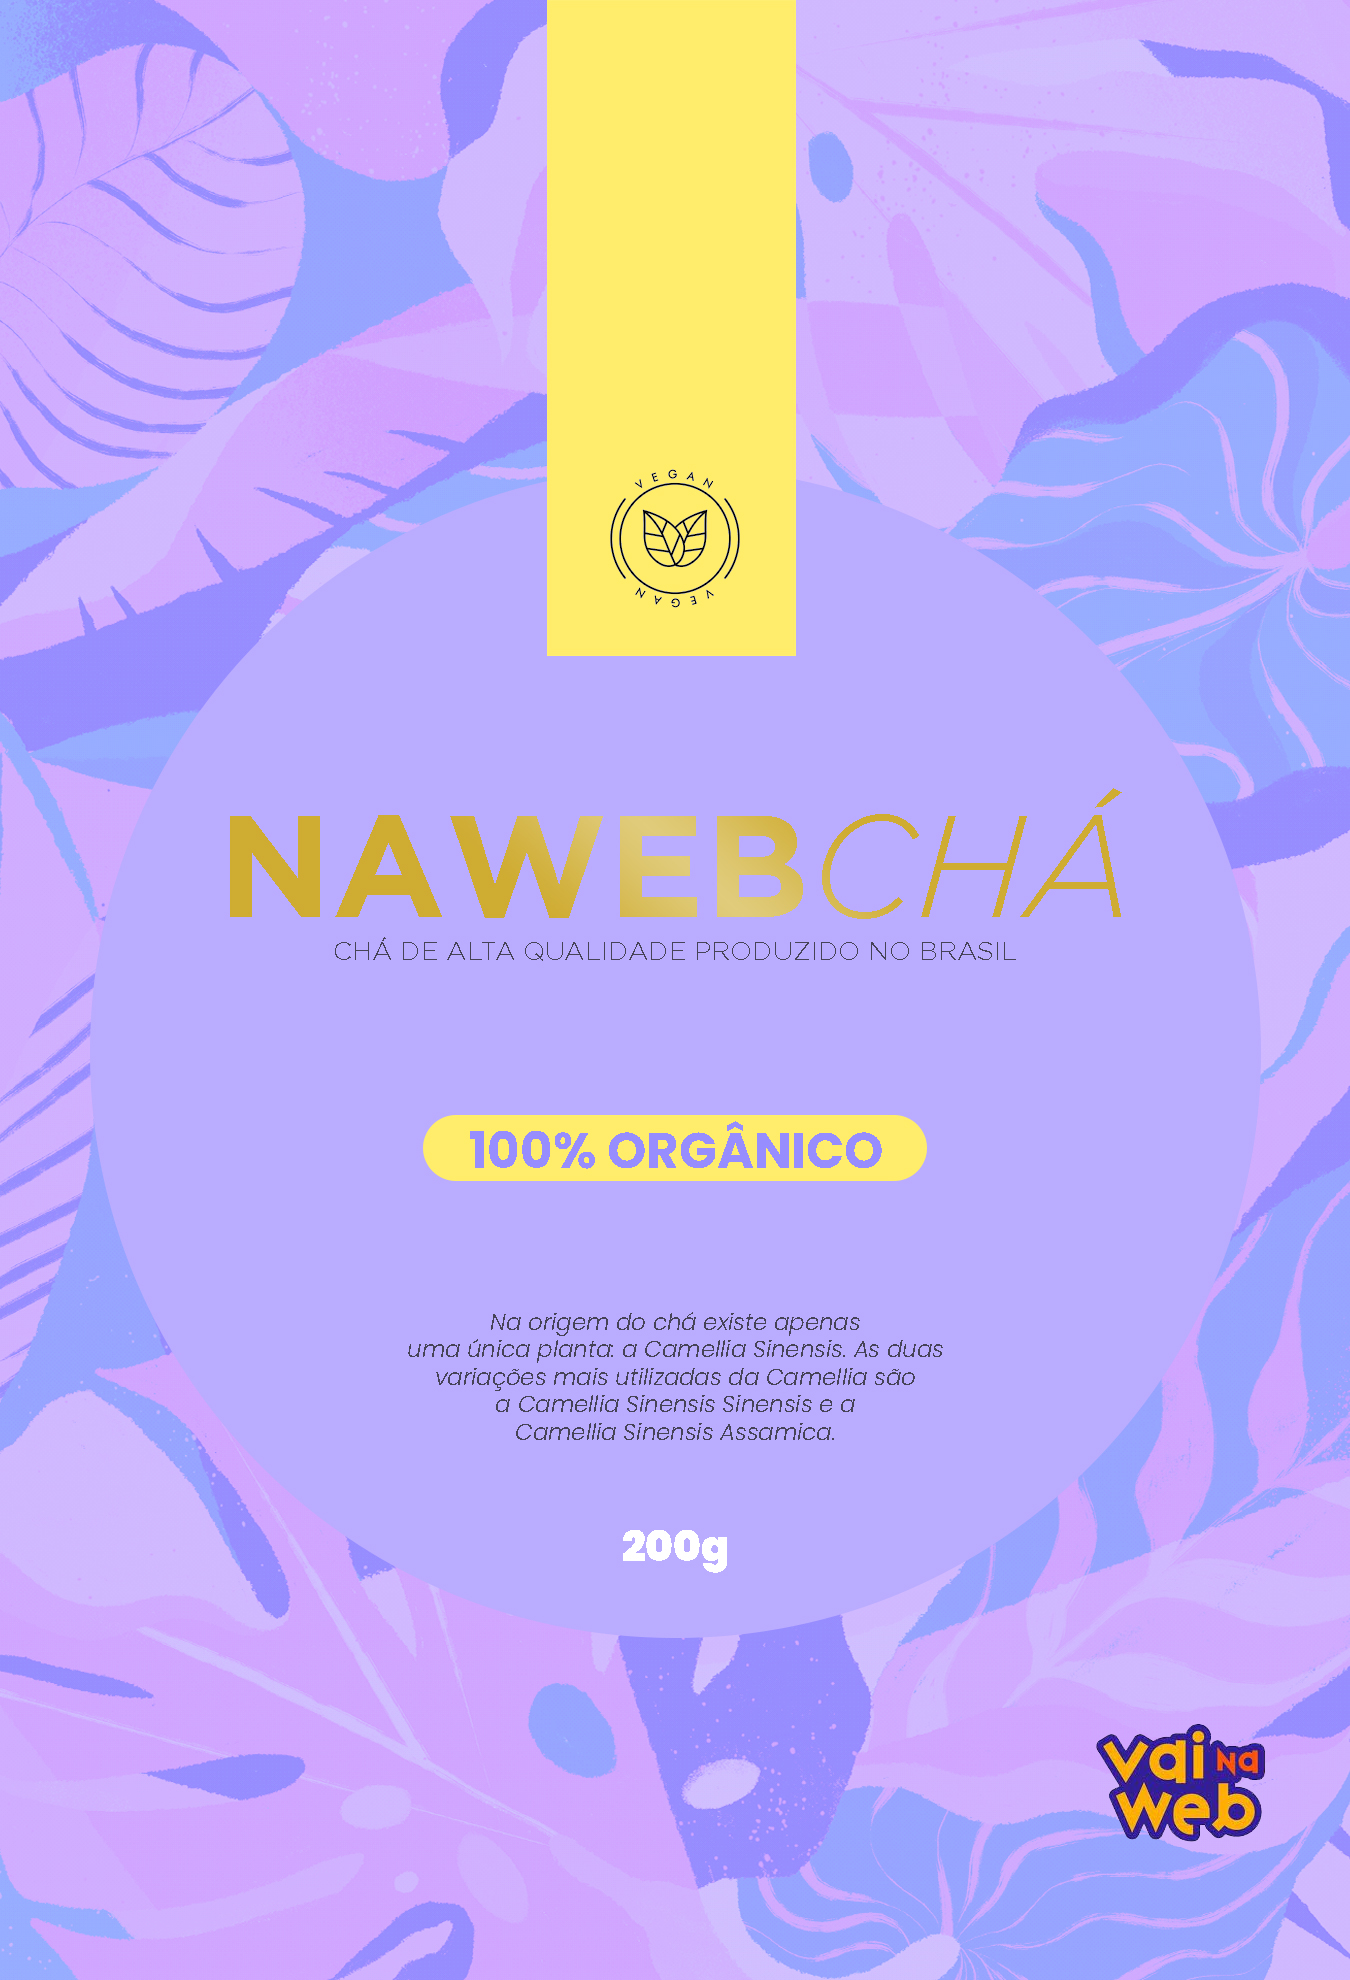 VEGAN
VEGAN
NAWEBCHÁ
CHÁ DE ALTA QUALIDADE PRODUZIDO NO BRASIL
100% ORGÂNICO
Na origem do chá existe apenas
uma única planta: a Camellia Sinensis. As duas
variações mais utilizadas da Camellia são
a Camellia Sinensis Sinensis e a
Camellia Sinensis Assamica.
200g
vai NA
web